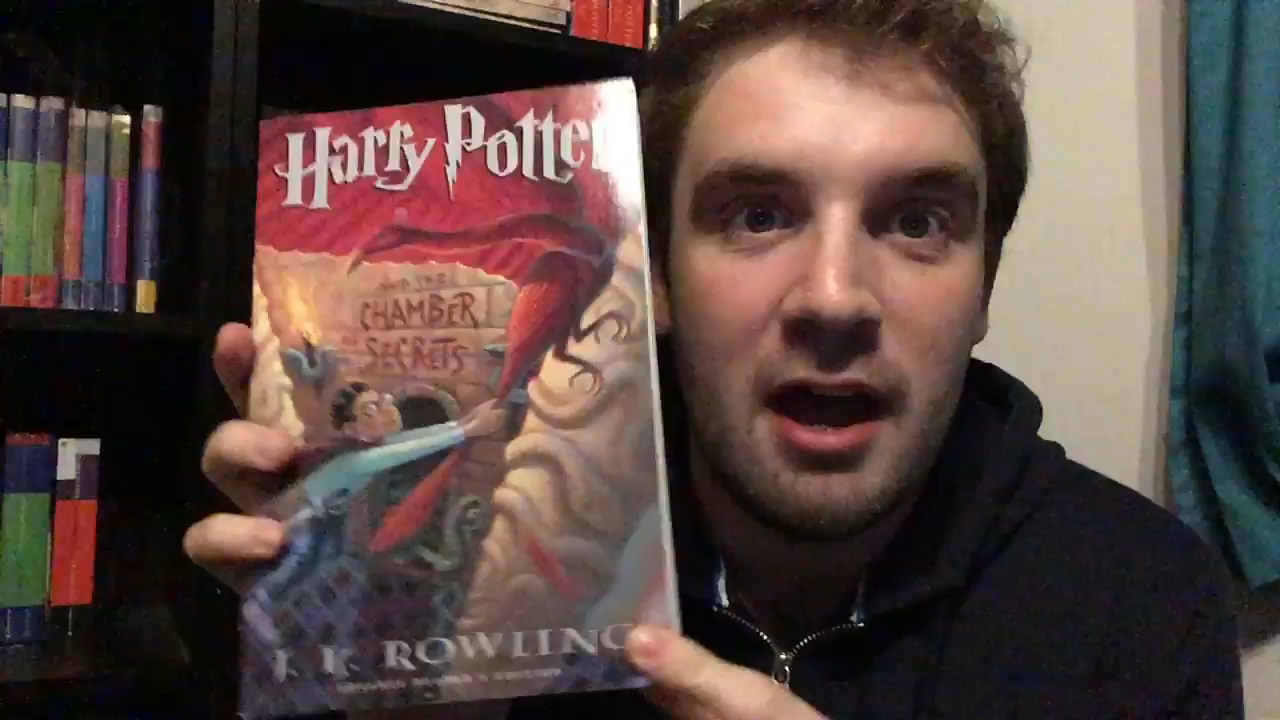 Harry Potter
AND THE
CHAMBER
OF
SECRETS
J. K. ROWLING